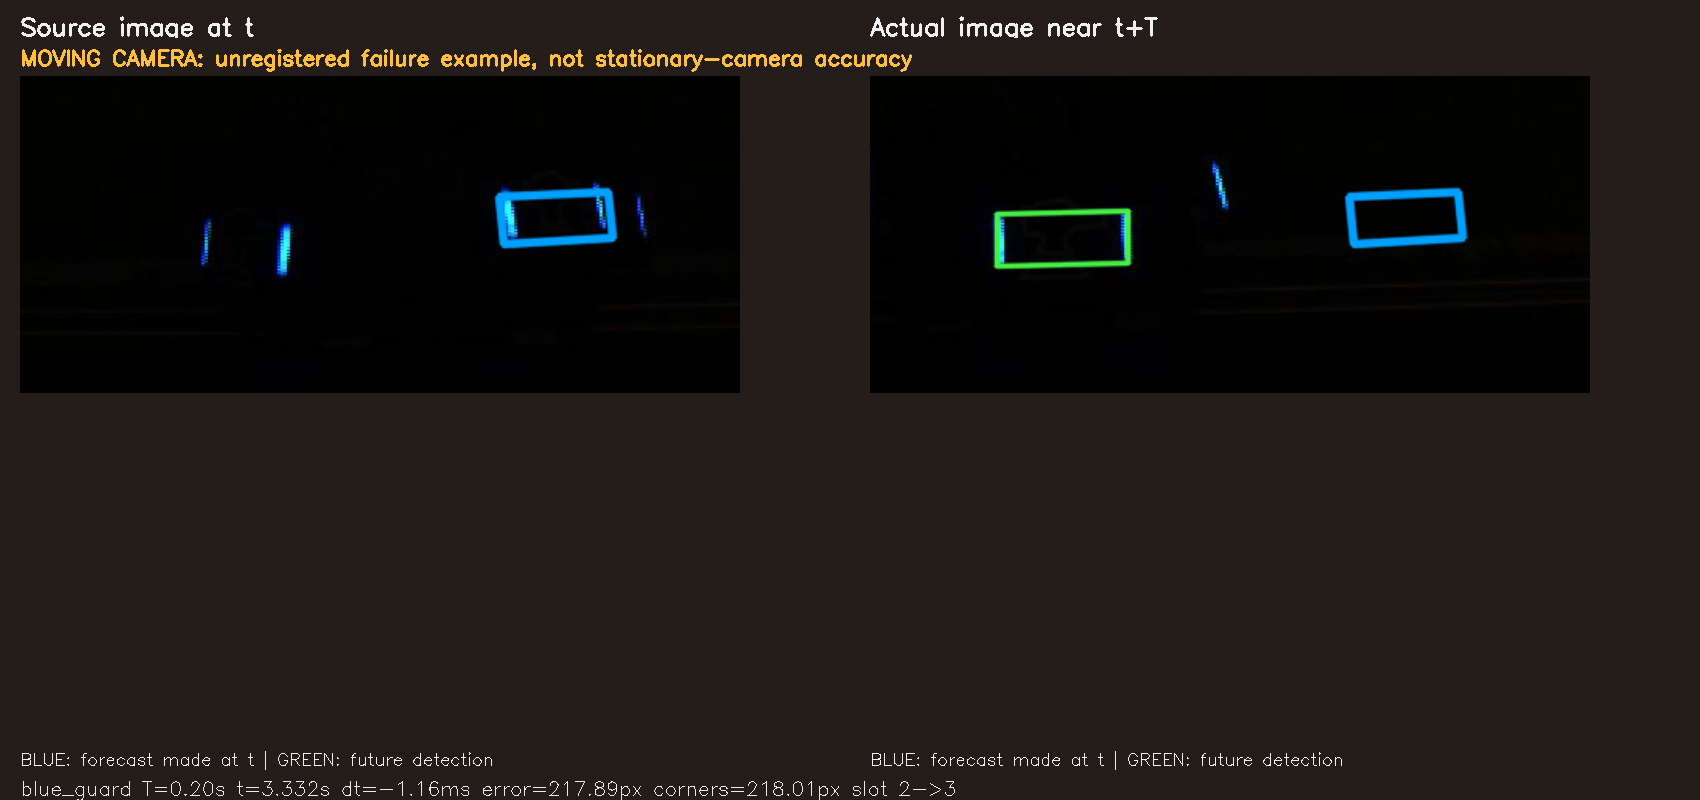 Source image at t
Actual image near t+T
MOVING CAMERA: unregistered failure example, not stationary-camera accuracy
BLUE: forecast made at t | GREEN: future detection
BLUE: forecast made at t | GREEN: future detection
blue_guard T=0.20s t=3.332s dt=-1.16ms error=217.89px corners=218.01px slot 2->3